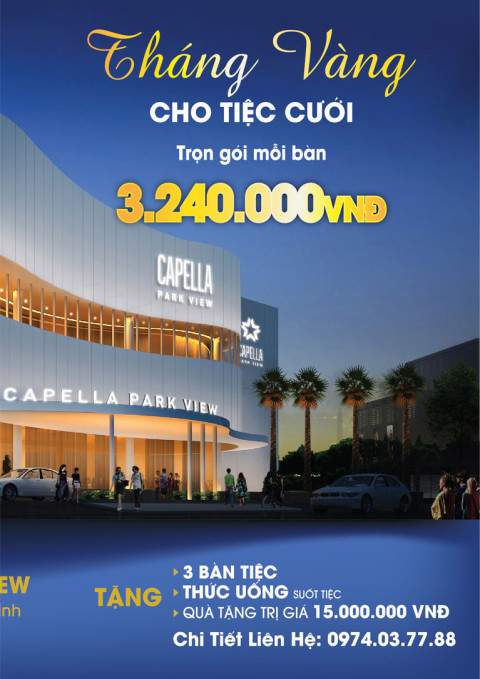 Tháng Vàng
CHO TIỆC CƯỚI
Trọn gói mỗi bàn
3.240.000VNĐ
CAPELLA
PARK VIEW
CAPELLA
PARK VIEW
CAPELLA PARK VIEW
EW
inh
TẶNG
3 BÀN TIỆC
THỨC UỐNG SUỐT TIỆC
QUÀ TẶNG TRỊ GIÁ 15.000.000 VNĐ
Chi Tiết Liên Hệ: 0974.03.77.88